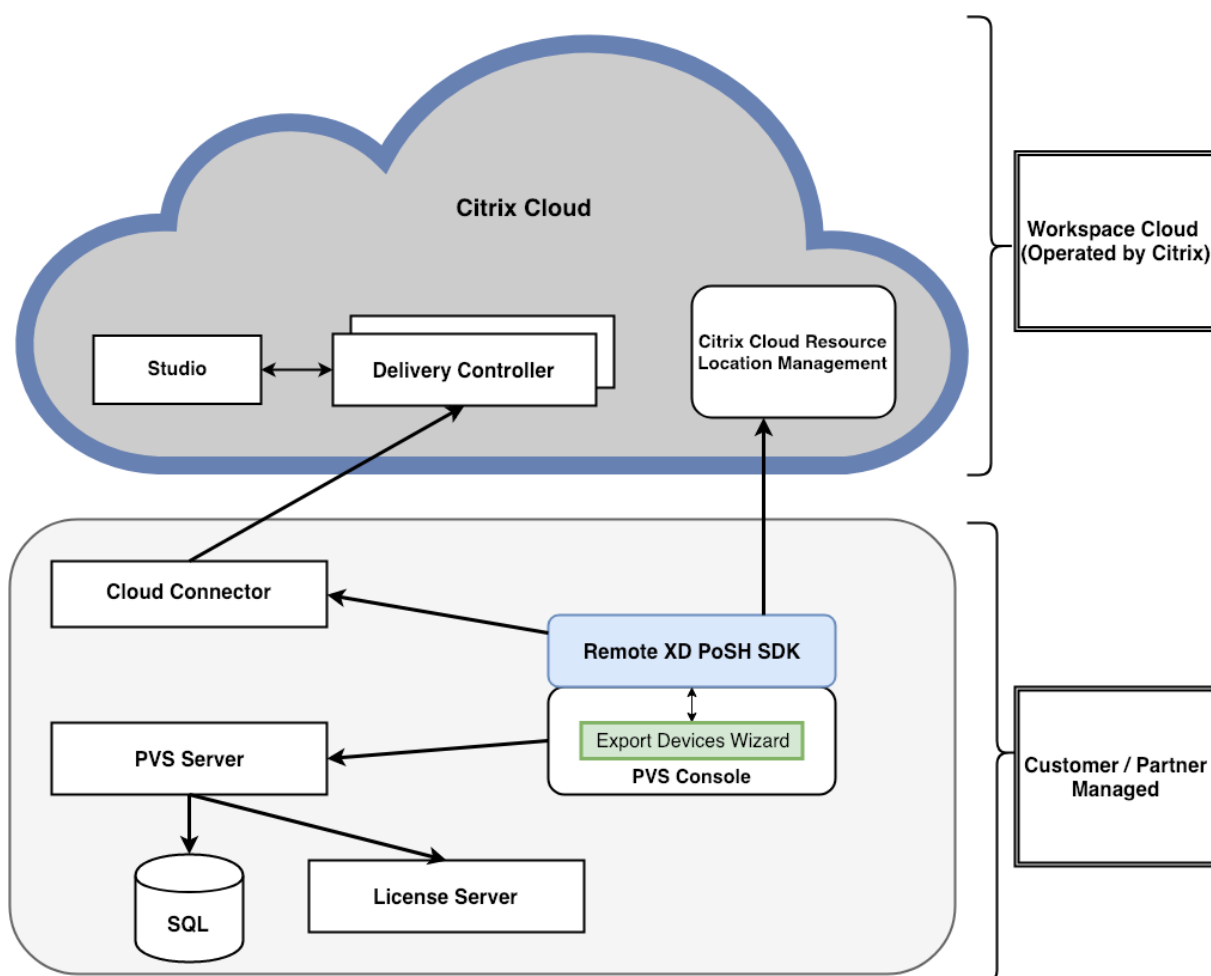 Citrix Cloud
Workspace Cloud
(Operated by Citrix)
Studio
Delivery Controller
Citrix Cloud Resource
Location Management
Cloud Connector
Remote XD PoSH SDK
Export Devices Wizard
PVS Console
PVS Server
Customer / Partner
Managed
License Server
SQL